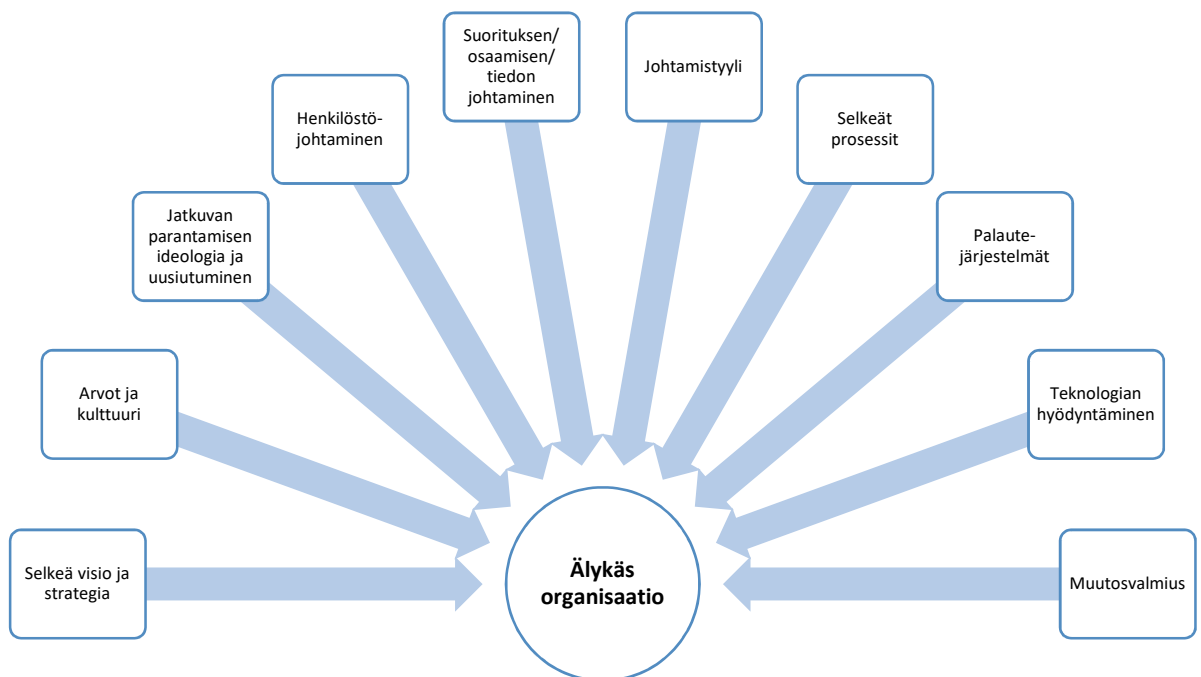 Selkeä visio ja
strategia
Arvot ja
kulttuuri
Jatkuvan
parantamisen
ideologia ja
uusiutuminen
Henkilöstö-
johtaminen
Suorituksen/
osaamisen/
tiedon
johtaminen
Johtamistyyli
Selkeät
prosessit
Palaute-
järjestelmät
Teknologian
hyödyntäminen
Muutosvalmius
Älykäs
organisaatio